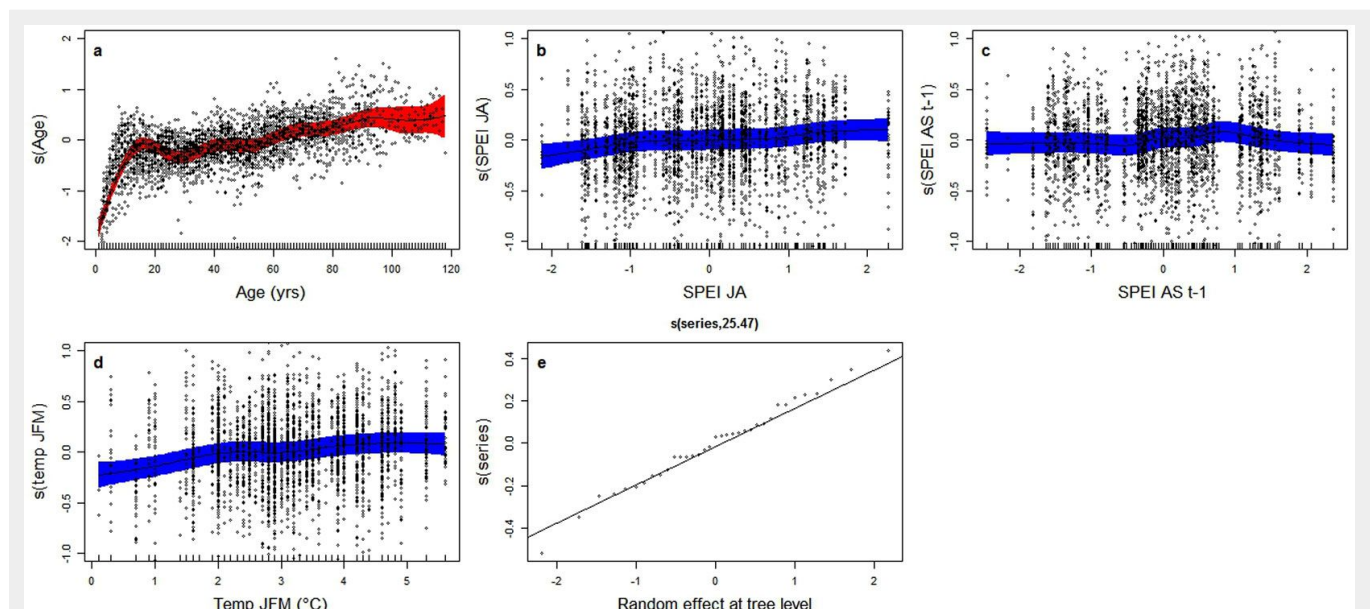 a
s(Age)
2
1
0
-1
-2
0 20 40 60 80 100 120
Age (yrs)
b
s(SPEI JA)
1.0
0.5
0.0
-0.5
-1.0
-2 -1 0 1 2
SPEI JA
c
s(SPEI AS t-1)
1.0
0.5
0.0
-0.5
-1.0
-2 -1 0 1 2
SPEI AS t-1
d
s(temp JFM)
1.0
0.5
0.0
-0.5
-1.0
0 1 2 3 4 5
Temp JFM (°C)
s(series,25.47)
e
s(series)
0.4
0.2
0.0
-0.2
-0.4
-2 -1 0 1 2
Random effect at tree level